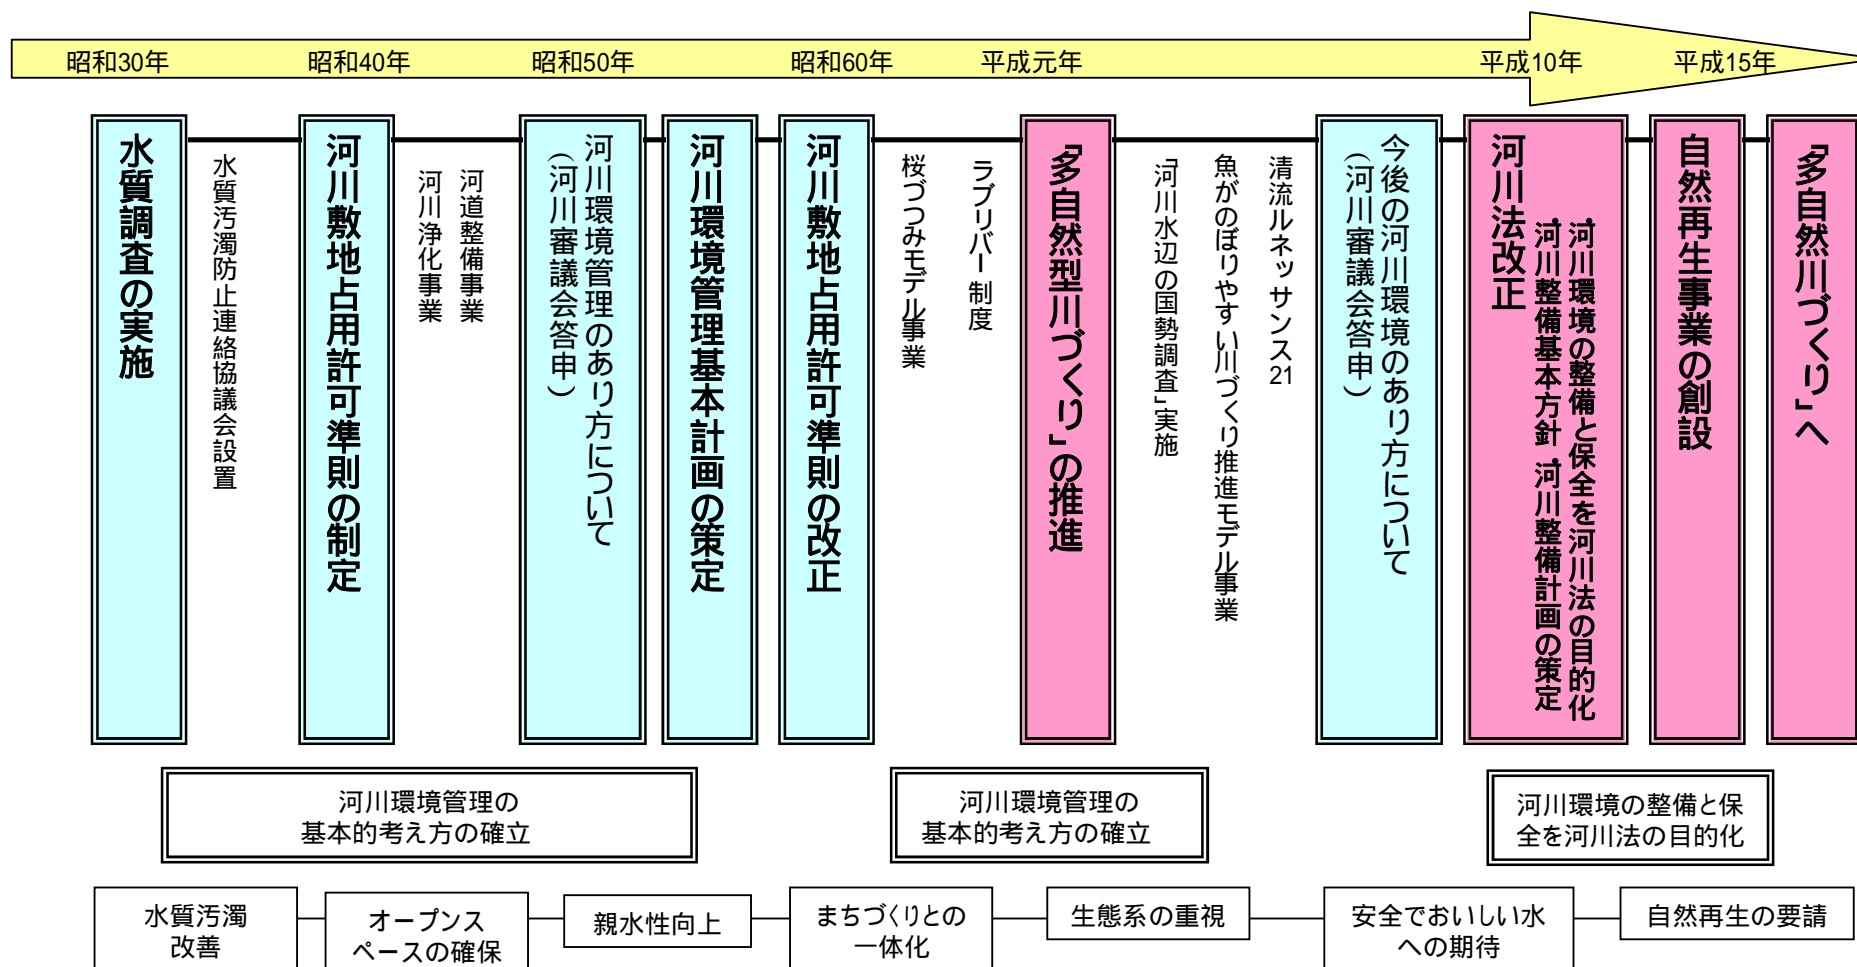 昭和30年
昭和40年
昭和50年
昭和60年
平成元年
平成10年
平成15年
水質調査の実施
水質汚濁防止連絡協議会設置
河川敷地占用許可準則の制定
河川浄化事業
河道整備事業
河川環境管理のあり方について
（河川審議会答申）
河川環境管理基本計画の策定
河川敷地占用許可準則の改正
桜づつみモデル事業
ラブリバー制度
「多自然型川づくり」の推進
「河川水辺の国勢調査」実施
魚がのぼりやすい川づくり推進モデル事業
清流ルネッサンス21
今後の河川環境のあり方について
（河川審議会答申）
河川法改正
・河川環境の整備と保全を河川法の目的化
・河川整備基本方針・河川整備計画の策定
自然再生事業の創設
「多自然川づくり」へ
河川環境管理の
基本的考え方の確立
河川環境管理の
基本的考え方の確立
河川環境の整備と保
全を河川法の目的化
水質汚濁
改善
オープンス
ペースの確保
親水性向上
まちづくりとの
一体化
生態系の重視
安全でおいしい水
への期待
自然再生の要請